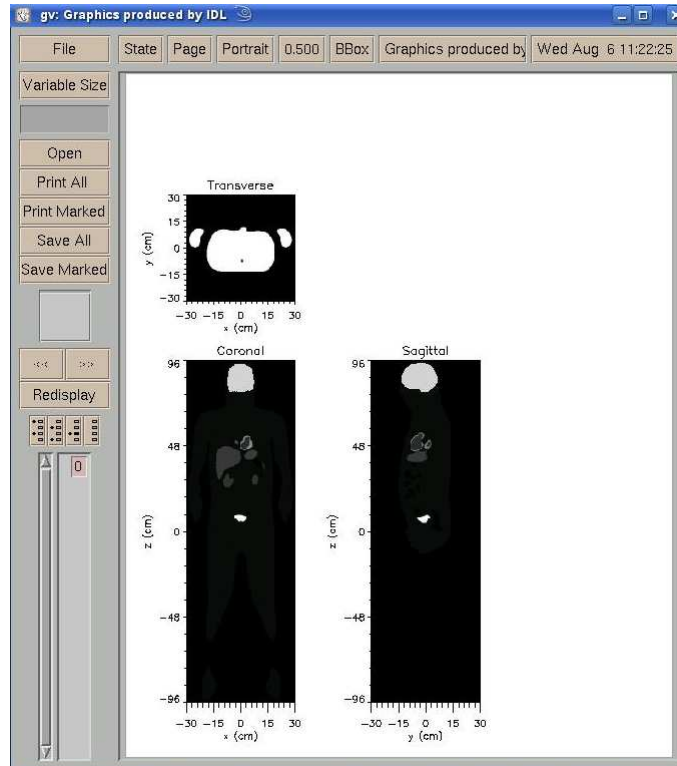 gv: Graphics produced by IDL
File State Page Portrait 0.500 BBox Graphics produced by Wed Aug 6 11:22:25
Variable Size
Open
Print All
Print Marked
Save All
Save Marked
<< >>
Redisplay
0
Transverse
30
15
0
-15
-30
y (cm)
-30 -15 0 15 30
x (cm)
Coronal
96
48
0
-48
-96
z (cm)
-30 -15 0 15 30
x (cm)
Sagittal
96
48
0
-48
-96
z (cm)
-30 -15 0 15 30
y (cm)